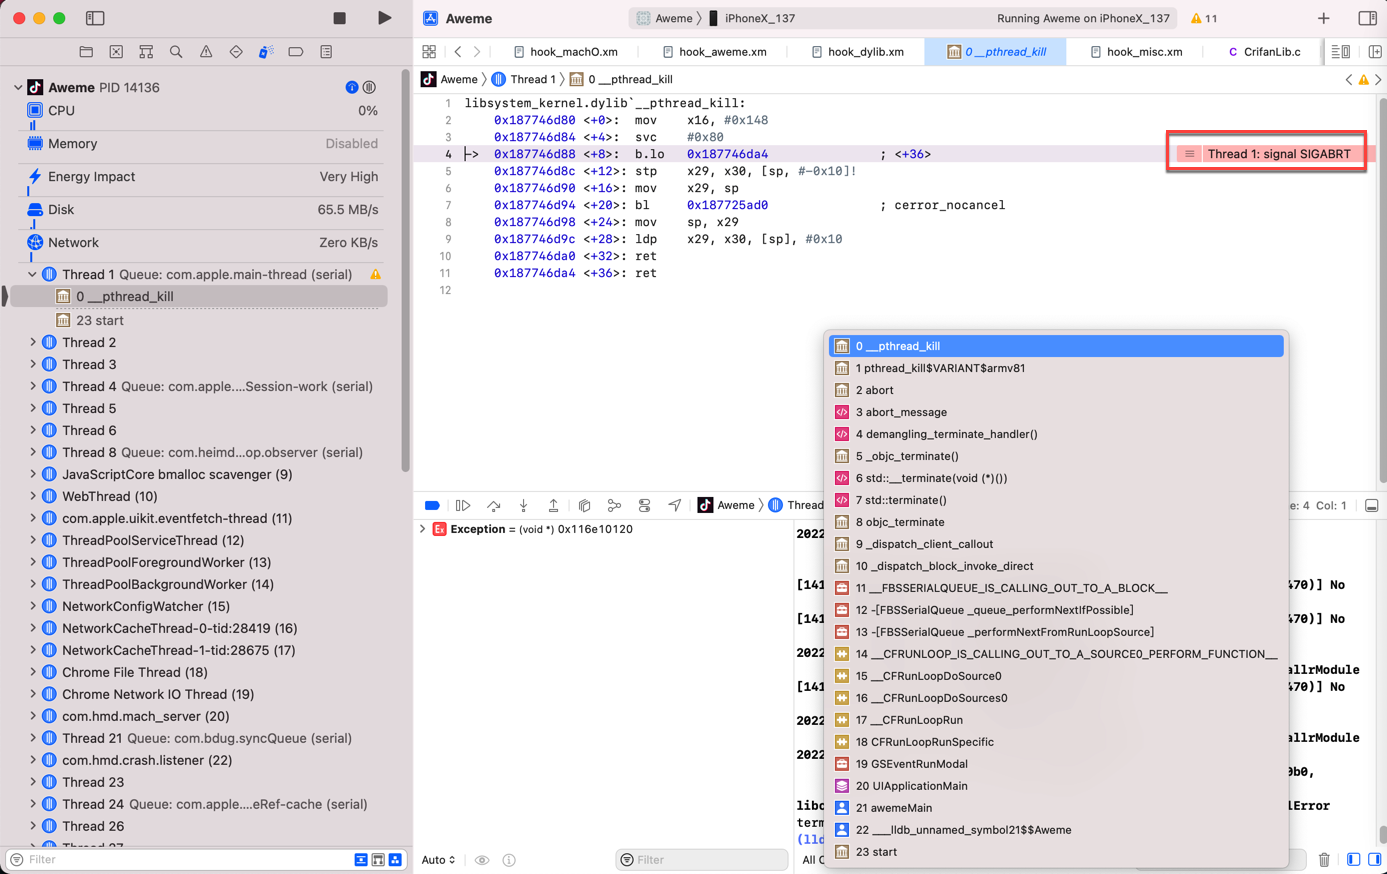 Aweme
Aweme 〉 iPhoneX_137
Running Aweme on iPhoneX_137
11
hook_machO.xm
hook_aweme.xm
hook_dylib.xm
0 __pthread_kill
hook_misc.xm
C CrifanLib.c
Aweme 〉 Thread 1 〉 0 __pthread_kill
Aweme PID 14136
CPU 0%
Memory Disabled
Energy Impact Very High
Disk 65.5 MB/s
Network Zero KB/s
Thread 1 Queue: com.apple.main-thread (serial)
0 __pthread_kill
23 start
Thread 2
Thread 3
Thread 4 Queue: com.apple....Session-work (serial)
Thread 5
Thread 6
Thread 8 Queue: com.heimd...op.observer (serial)
JavaScriptCore bmalloc scavenger (9)
WebThread (10)
com.apple.uikit.eventfetch-thread (11)
ThreadPoolServiceThread (12)
ThreadPoolForegroundWorker (13)
ThreadPoolBackgroundWorker (14)
NetworkConfigWatcher (15)
NetworkCacheThread-0-tid:28419 (16)
NetworkCacheThread-1-tid:28675 (17)
Chrome File Thread (18)
Chrome Network IO Thread (19)
com.hmd.mach_server (20)
Thread 21 Queue: com.bdug.syncQueue (serial)
com.hmd.crash.listener (22)
Thread 23
Thread 24 Queue: com.apple....eRef-cache (serial)
Thread 26
Filter
1 libsystem_kernel.dylib`__pthread_kill:
2 0x187746d80 <+0>: mov x16, #0x148
3 0x187746d84 <+4>: svc #0x80
4 -> 0x187746d88 <+8>: b.lo 0x187746da4 ; <+36>
Thread 1: signal SIGABRT
5 0x187746d8c <+12>: stp x29, x30, [sp, #-0x10]!
6 0x187746d90 <+16>: mov x29, sp
7 0x187746d94 <+20>: bl 0x187725ad0 ; cerror_nocancel
8 0x187746d98 <+24>: mov sp, x29
9 0x187746d9c <+28>: ldp x29, x30, [sp], #0x10
10 0x187746da0 <+32>: ret
11 0x187746da4 <+36>: ret
12
0 __pthread_kill
1 pthread_kill$VARIANT$armv81
2 abort
3 abort_message
4 demangling_terminate_handler()
5 _objc_terminate()
6 std::__terminate(void (*)())
7 std::terminate()
8 objc_terminate
9 _dispatch_client_callout
10 _dispatch_block_invoke_direct
11 __FBSSERIALQUEUE_IS_CALLING_OUT_TO_A_BLOCK__
12 -[FBSSerialQueue _queue_performNextIfPossible]
13 -[FBSSerialQueue _performNextFromRunLoopSource]
14 __CFRUNLOOP_IS_CALLING_OUT_TO_A_SOURCE0_PERFORM_FUNCTION__
15 __CFRunLoopDoSource0
16 __CFRunLoopDoSources0
17 __CFRunLoopRun
18 CFRunLoopRunSpecific
19 GSEventRunModal
20 UIApplicationMain
21 awemeMain
22 ___lldb_unnamed_symbol21$$Aweme
23 start
Aweme 〉 Thread
e: 4 Col: 1
Ex Exception = (void *) 0x116e10120
2022
[141 470)] No
[141 470)] No
2022
allrModule
[141 470)] No
2022
allrModule
2022
0b0,
libc lError
term
(lld
Auto
Filter
All O